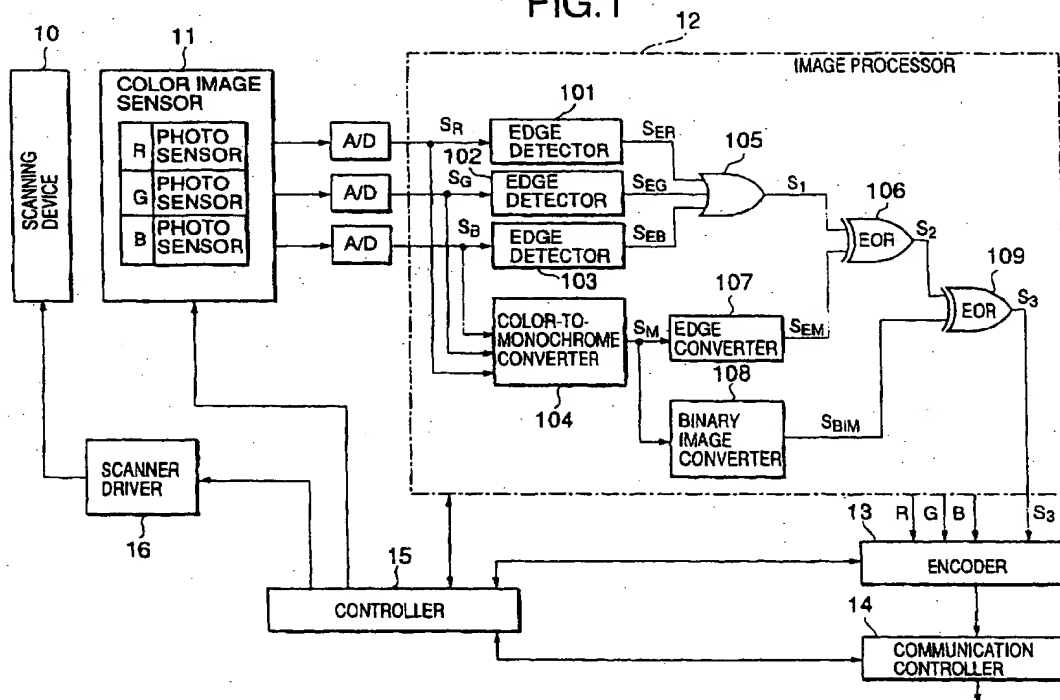 FIG.1
10
11
12
SCANNING
DEVICE
COLOR IMAGE
SENSOR
R
PHOTO
SENSOR
G
PHOTO
SENSOR
B
PHOTO
SENSOR
A/D
A/D
A/D
IMAGE PROCESSOR
SR
101
EDGE
DETECTOR
SER
SG
102
EDGE
DETECTOR
SEG
SB
EDGE
DETECTOR
103
SEB
105
S1
106
EOR
S2
109
EOR
S3
COLOR-TO-
MONOCHROME
CONVERTER
104
SM
107
EDGE
CONVERTER
SEM
108
BINARY
IMAGE
CONVERTER
SBIM
SCANNER
DRIVER
16
15
CONTROLLER
R
G
B
S3
13
ENCODER
14
COMMUNICATION
CONTROLLER